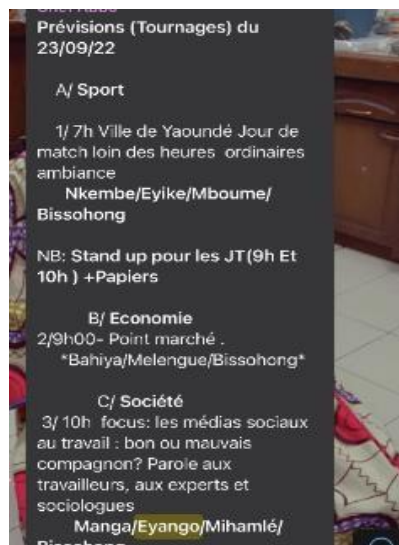 Prévisions (Tournages) du
23/09/22
A/ Sport
1/ 7h Ville de Yaoundé Jour de
match loin des heures ordinaires
ambiance
Nkembe/Eyike/Mboume/
Bissohong
NB: Stand up pour les JT(9h Et
10h ) +Papiers
B/ Economie
2/9h00- Point marché .
*Bahiya/Melengue/Bissohong*
C/ Société
3/ 10h focus: les médias sociaux
au travail : bon ou mauvais
compagnon? Parole aux
travailleurs, aux experts et
sociologues
Manga/Eyango/Mihamlé/